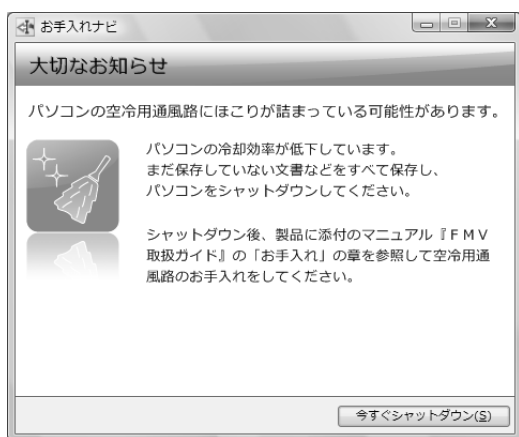 お手入れナビ
大切なお知らせ
パソコンの空冷用通風路にほこりが詰まっている可能性があります。
パソコンの冷却効率が低下しています。
まだ保存していない文書などをすべて保存し、
パソコンをシャットダウンしてください。
シャットダウン後、製品に添付のマニュアル『ＦＭＶ
取扱ガイド』の「お手入れ」の章を参照して空冷用通
風路のお手入れをしてください。
今すぐシャットダウン(S)